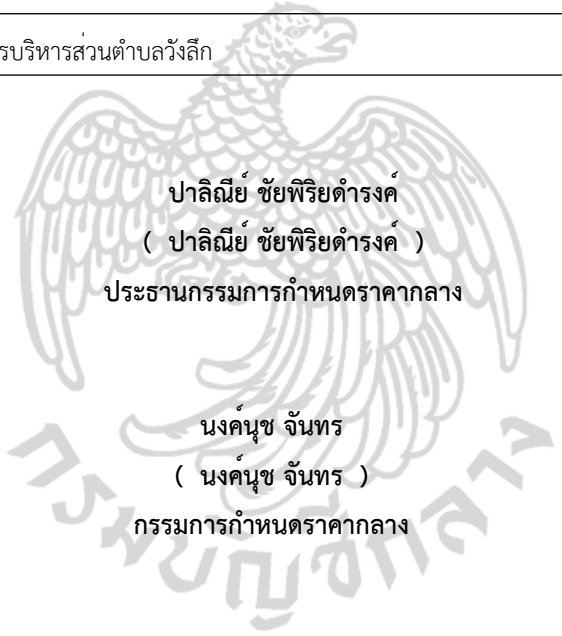 รบริหารส่วนตำบลวังลึก
ปาลิณีย์ ชัยพิริยดำรงค์
( ปาลิณีย์ ชัยพิริยดำรงค์ )
ประธานกรรมการกำหนดราคากลาง
นงค์นุช จันทร
( นงค์นุช จันทร )
กรรมการกำหนดราคากลาง
กรมบัญชีกลาง